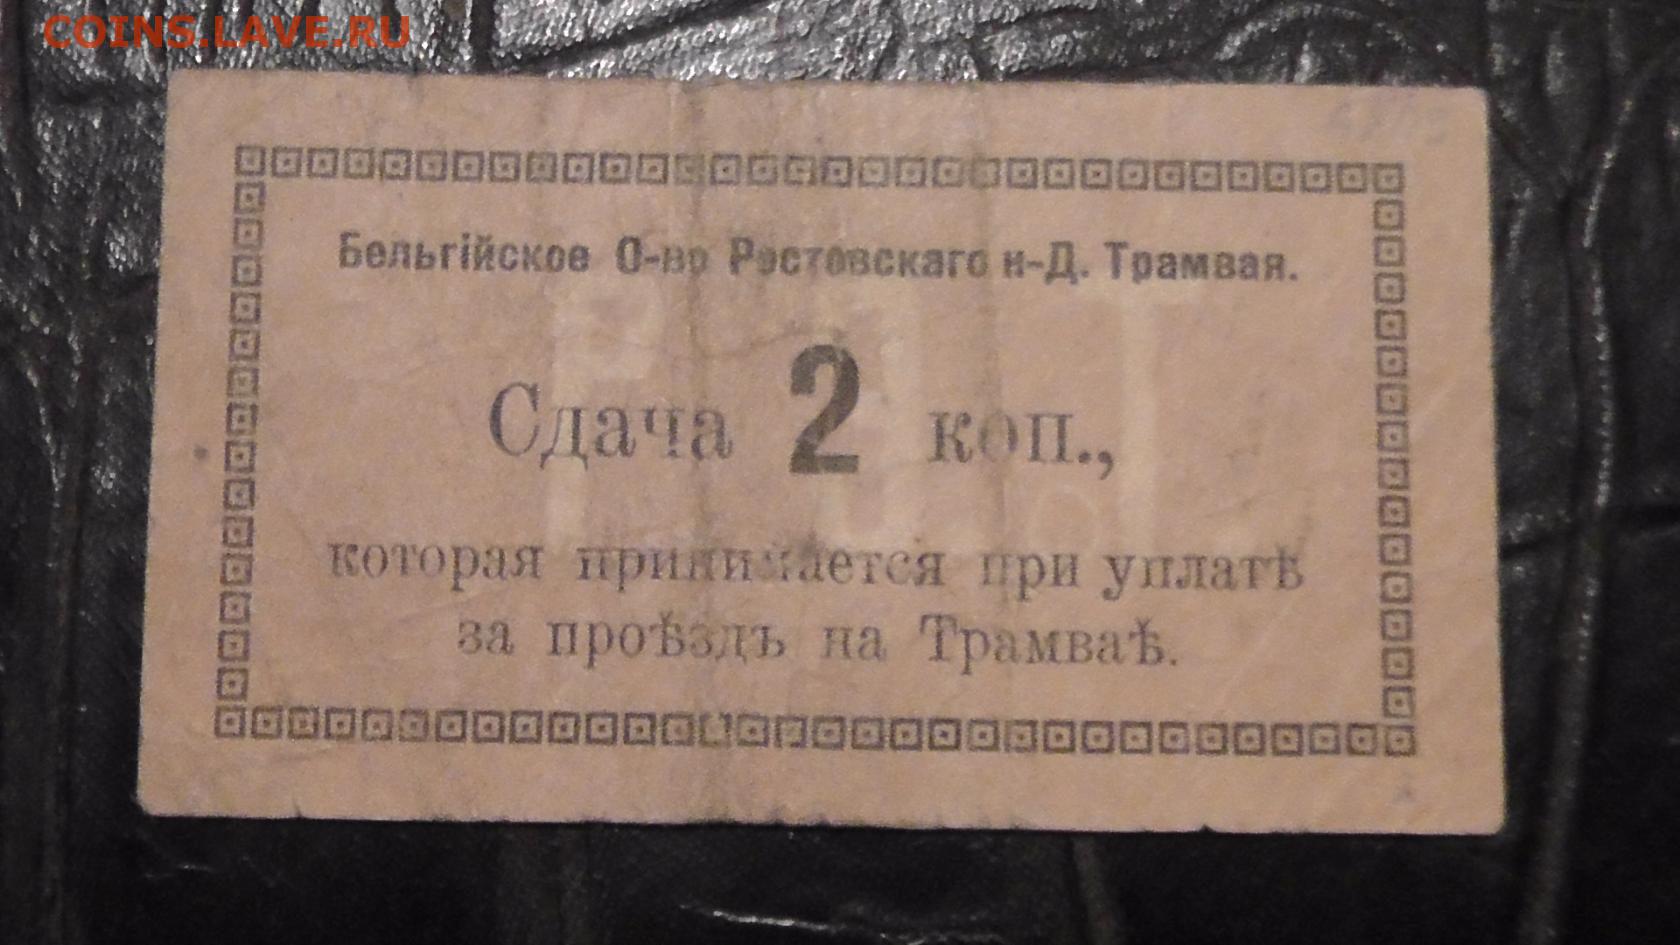 COINS.LAVE.RU
Бельгійское О-во Ростовскаго н-Д. Трамвая.
Р. Д. Т.
Сдача 2 коп.,
которая принимается при уплатѣ
за проѣздъ на Трамваѣ.